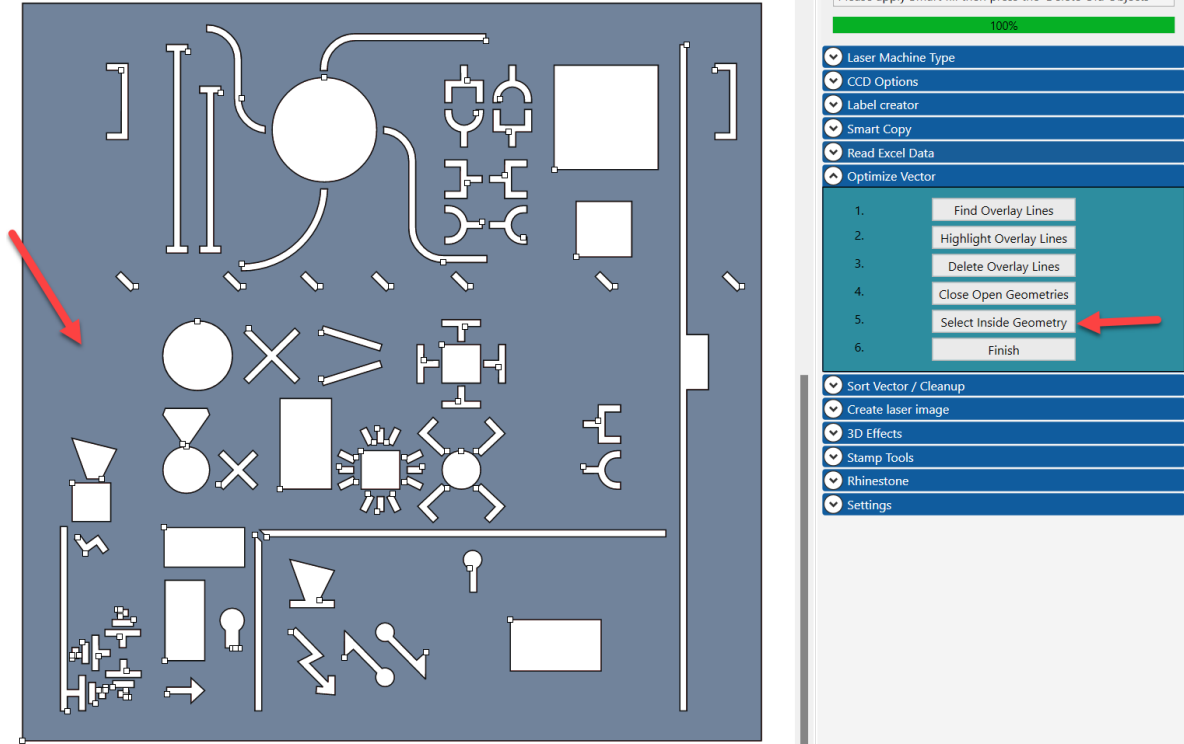 100%
Laser Machine Type
CCD Options
Label creator
Smart Copy
Read Excel Data
Optimize Vector
1. Find Overlay Lines
2. Highlight Overlay Lines
3. Delete Overlay Lines
4. Close Open Geometries
5. Select Inside Geometry
6. Finish
Sort Vector / Cleanup
Create laser image
3D Effects
Stamp Tools
Rhinestone
Settings